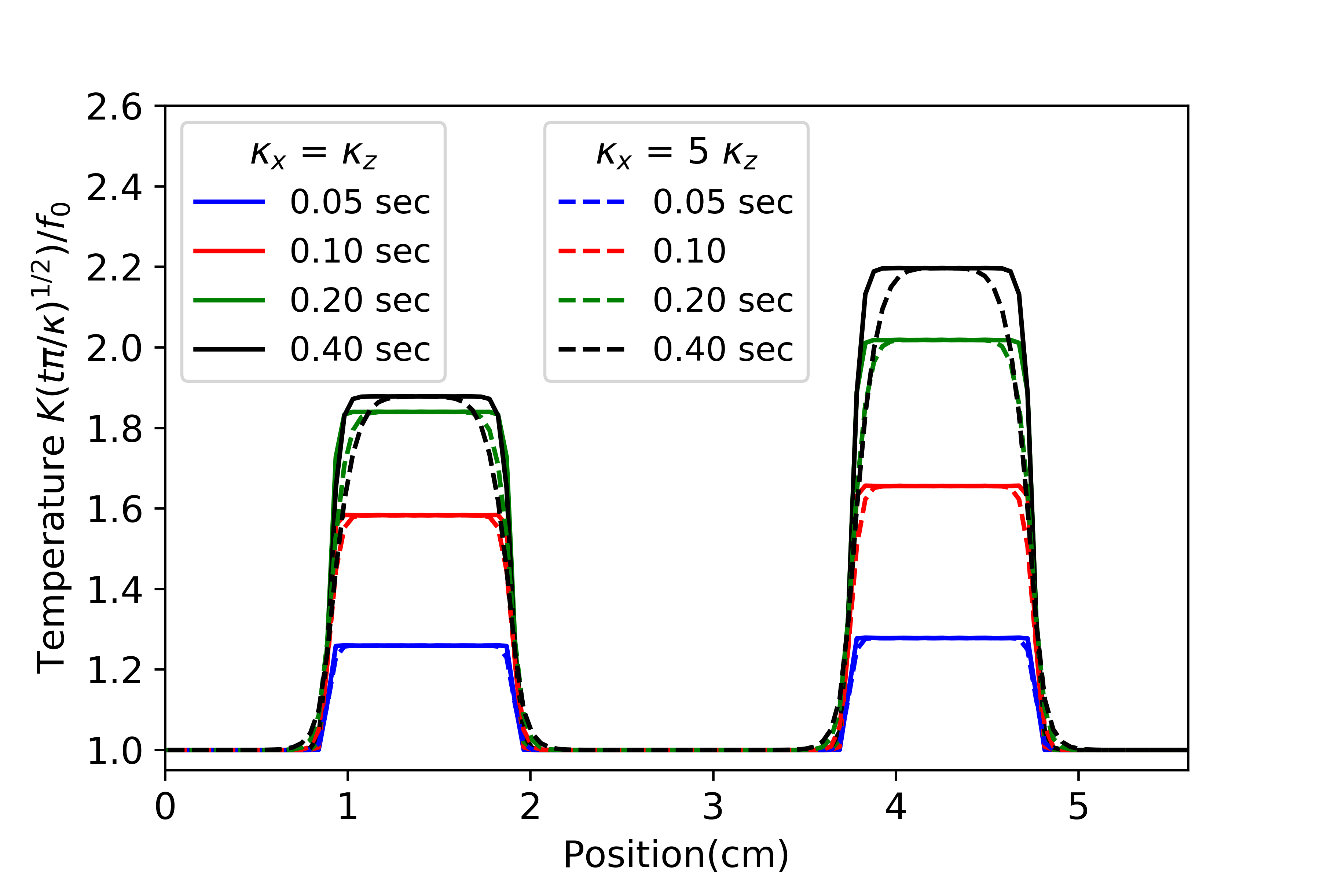 2.6
2.4
2.2
2.0
1.8
1.6
1.4
1.2
1.0
Temperature K(tπ/κ)^{1/2})/f_0
κ_x = κ_z
0.05 sec
0.10 sec
0.20 sec
0.40 sec
κ_x = 5 κ_z
0.05 sec
0.10
0.20 sec
0.40 sec
0 1 2 3 4 5
Position(cm)